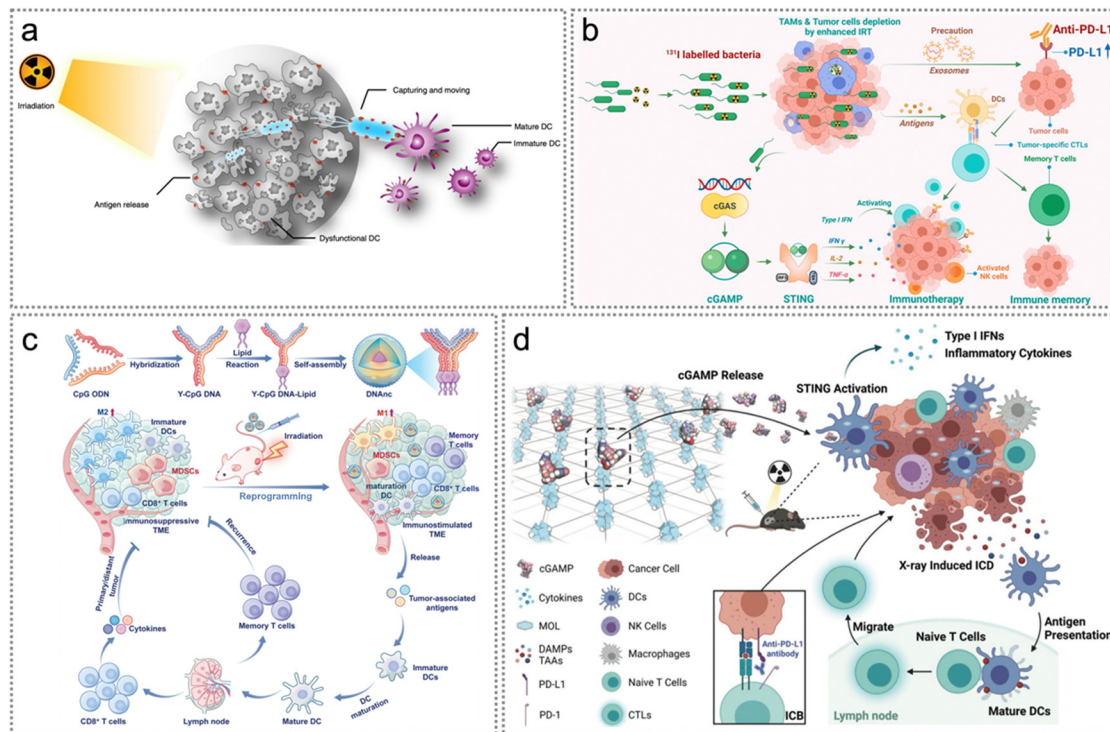 a
Irradiation
Capturing and moving
Mature DC
Immature DC
Antigen release
Dysfunctional DC
b
TAMs & Tumor cells depletion
by enhanced IRT
131I labelled bacteria
Precaution
Exosomes
Anti-PD-L1
PD-L1
DCs
Antigens
Tumor cells
Tumor-specific CTLs
Memory T cells
cGAS
Type I IFN
Activating
IFN γ
IL-2
TNF-α
Activated
NK cells
cGAMP
STING
Immunotherapy
Immune memory
c
CpG ODN
Hybridization
Y-CpG DNA
Lipid
Reaction
Y-CpG DNA-Lipid
Self-assembly
DNAnc
M2
Immature
DCs
MDSCs
CD8+ T cells
immunosuppressive
TME
Irradiation
Reprogramming
M1
Memory
T cells
MDSCs
maturation
DC
CD8+ T cells
Immunostimulated
TME
Release
Tumor-associated
antigens
Immature
DCs
DC
maturation
Mature DC
Lymph node
CD8+ T cells
Cytokines
Primary/distant
tumor
Memory T cells
Recurrence
d
cGAMP Release
STING Activation
Type I IFNs
Inflammatory Cytokines
X-ray Induced ICD
Antigen
Presentation
Migrate
Naive T Cells
Lymph node
Mature DCs
Anti-PD-L1
antibody
ICB
cGAMP
Cancer Cell
Cytokines
DCs
MOL
NK Cells
DAMPs
TAAs
Macrophages
PD-L1
Naive T Cells
PD-1
CTLs